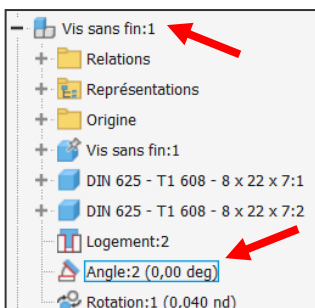 Vis sans fin:1
Relations
Représentations
Origine
Vis sans fin:1
DIN 625 - T1 608 - 8 x 22 x 7:1
DIN 625 - T1 608 - 8 x 22 x 7:2
Logement:2
Angle:2 (0,00 deg)
Rotation:1 (0,040 nd)